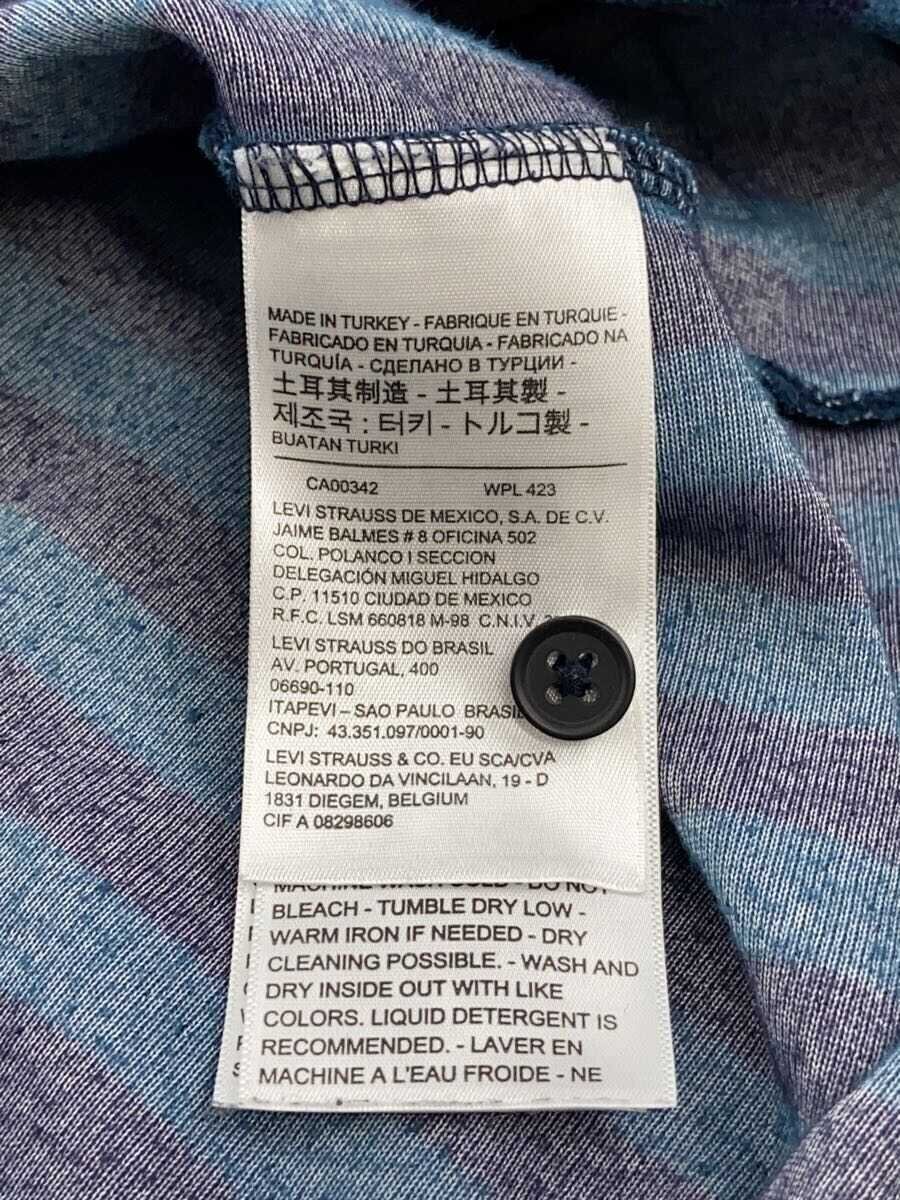 MADE IN TURKEY - FABRIQUE EN TURQUIE -
FABRICADO EN TURQUIA - FABRICADO NA
TURQUÍA - СДЕЛАНО В ТУРЦИИ -
土耳其制造 - 土耳其製 -
제조국 : 터키 - トルコ製 -
BUATAN TURKI
CA00342 WPL 423
LEVI STRAUSS DE MEXICO, S.A. DE C.V.
JAIME BALMES # 8 OFICINA 502
COL. POLANCO I SECCION
DELEGACIÓN MIGUEL HIDALGO
C.P. 11510 CIUDAD DE MEXICO
R.F.C. LSM 660818 M-98 C.N.I.V.
LEVI STRAUSS DO BRASIL
AV. PORTUGAL, 400
06690-110
ITAPEVI – SAO PAULO BRASIL
CNPJ: 43.351.097/0001-90
LEVI STRAUSS & CO. EU SCA/CVA
LEONARDO DA VINCILAAN, 19 - D
1831 DIEGEM, BELGIUM
CIF A 08298606
MACHINE WASH COLD - DO NOT
BLEACH - TUMBLE DRY LOW -
WARM IRON IF NEEDED - DRY
CLEANING POSSIBLE. - WASH AND
DRY INSIDE OUT WITH LIKE
COLORS. LIQUID DETERGENT IS
RECOMMENDED. - LAVER EN
MACHINE A L'EAU FROIDE - NE